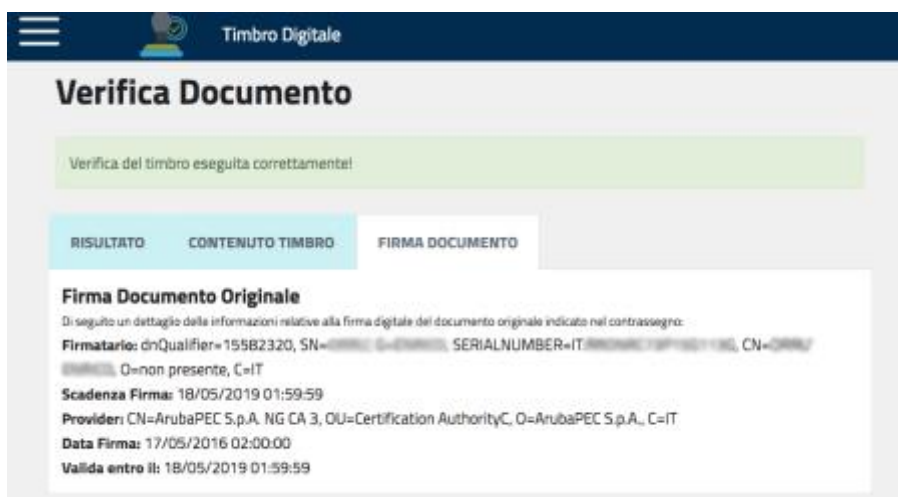 Timbro Digitale
Verifica Documento
Verifica del timbro eseguita correttamente!
RISULTATO CONTENUTO TIMBRO FIRMA DOCUMENTO
Firma Documento Originale
Di seguito un dettaglio delle informazioni relative alla firma digitale del documento originale indicato nel contrassegno:
Firmatario: dnQualifier=15582320, SN= SERIALNUMBER=IT: CN=
O=non presente, C=IT
Scadenza Firma: 18/05/2019 01:59:59
Provider: CN=ArubaPEC S.p.A. NG CA 3, OU=Certification AuthorityC, O=ArubaPEC S.p.A., C=IT
Data Firma: 17/05/2016 02:00:00
Valida entro il: 18/05/2019 01:59:59